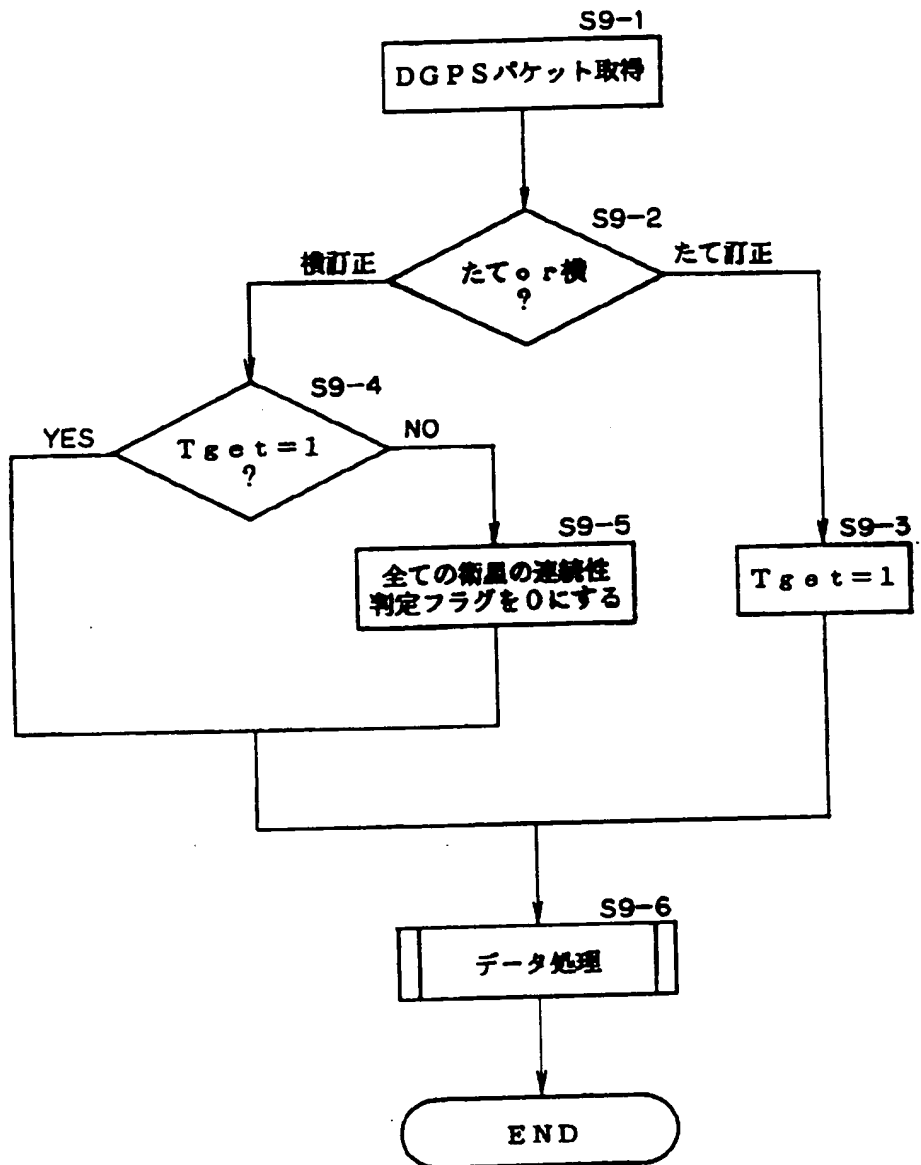 S9-1
DGPSパケット取得
S9-2
横訂正
たてor横
?
たて訂正
S9-4
YES
Tget=1
?
NO
S9-5
全ての衛星の連続性
判定フラグを0にする
S9-3
Tget=1
S9-6
データ処理
END